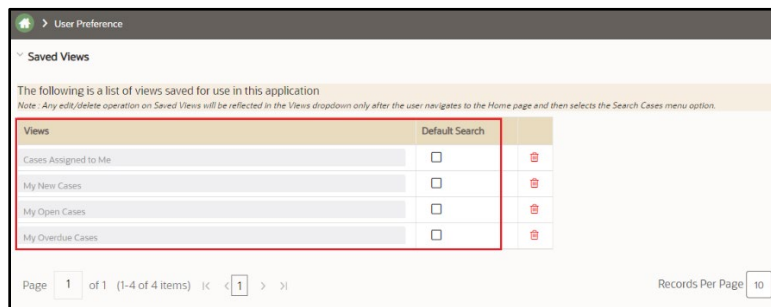 > User Preference
Saved Views
The following is a list of views saved for use in this application
Note : Any edit/delete operation on Saved Views will be reflected in the Views dropdown only after the user navigates to the Home page and then selects the Search Cases menu option.
Views Default Search
Cases Assigned to Me
My New Cases
My Open Cases
My Overdue Cases
Page 1 of 1 (1-4 of 4 items) |< < 1 > >| Records Per Page 10